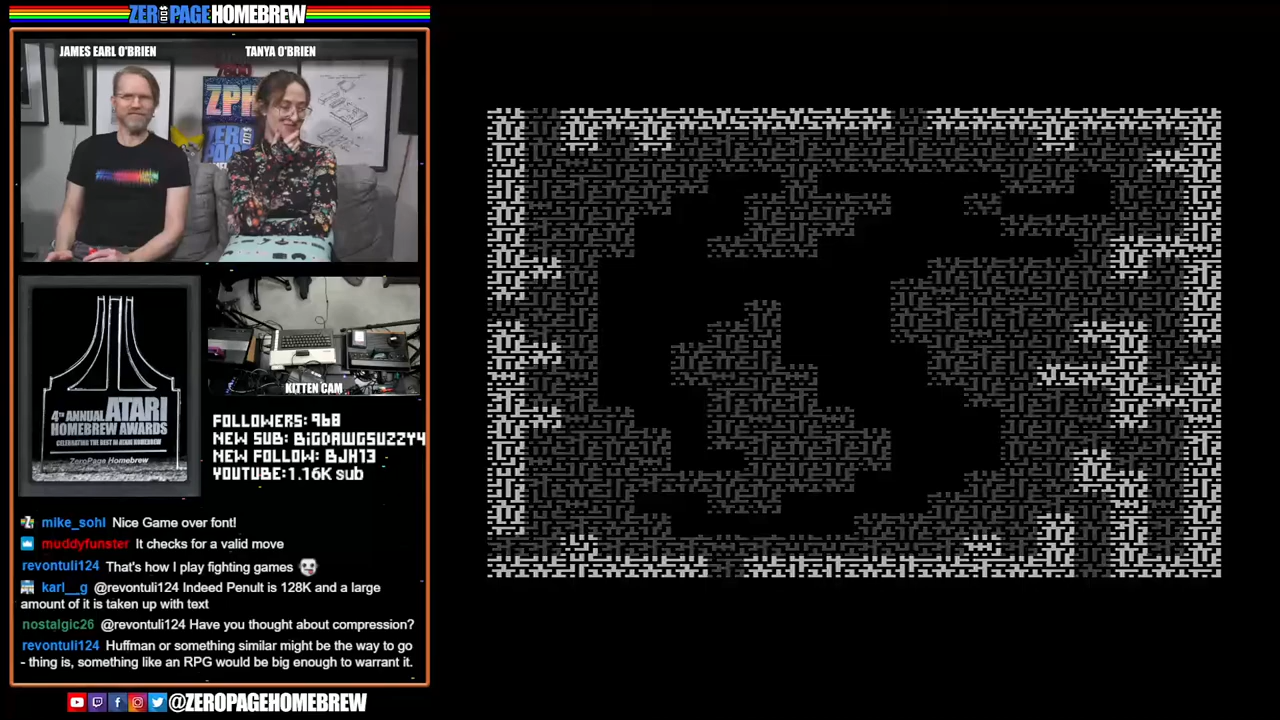 ZEROPAGE HOMEBREW
JAMES EARL O'BRIEN
TANYA O'BRIEN
ZPH
4TH ANNUAL ATARI
HOMEBREW AWARDS
CELEBRATING THE BEST IN ATARI HOMEBREW
ZeroPage Homebrew
KITTEN CAM
FOLLOWERS: 968
NEW SUB: BIGDAWGSUZZY4
NEW FOLLOW: BJH13
YOUTUBE:1.16K sub
mike_sohl Nice Game over font!
muddyfunster It checks for a valid move
revontuli124 That's how I play fighting games
karl__g @revontuli124 Indeed Penult is 128K and a large
amount of it is taken up with text
nostalgic26 @revontuli124 Have you thought about compression?
revontuli124 Huffman or something similar might be the way to go
- thing is, something like an RPG would be big enough to warrant it.
@ZEROPAGEHOMEBREW